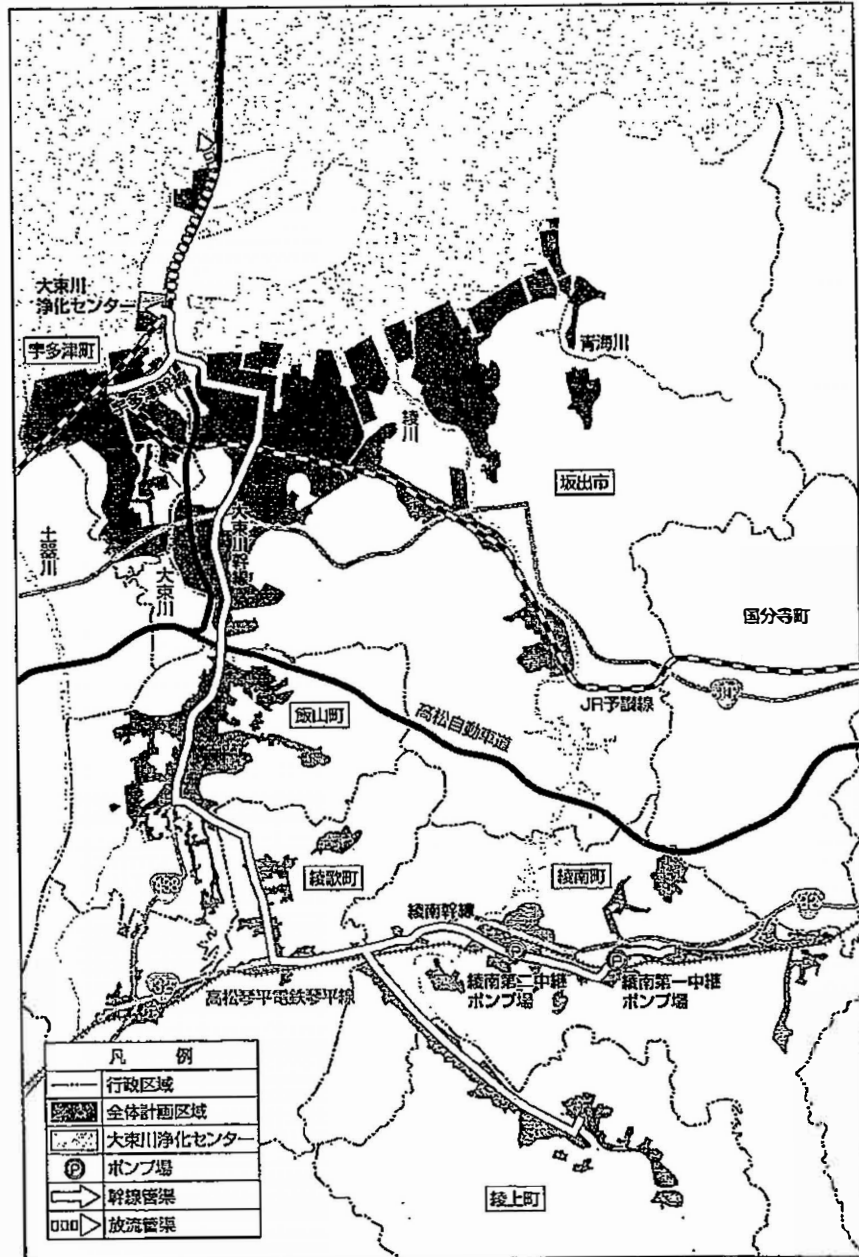 大束川
浄化センター
宇多津町
宇多津幹線
青海川
綾川
坂出市
土器川
大束川
大束川幹線
国分寺町
飯山町
JR予讃線
高松自動車道
綾歌町
綾南町
438
32
綾南幹線
P
P
綾南第二中継
ポンプ場
綾南第一中継
ポンプ場
32
高松琴平電鉄琴平線
凡 例
行政区域
全体計画区域
大束川浄化センター
P ポンプ場
幹線管渠
放流管渠
綾上町